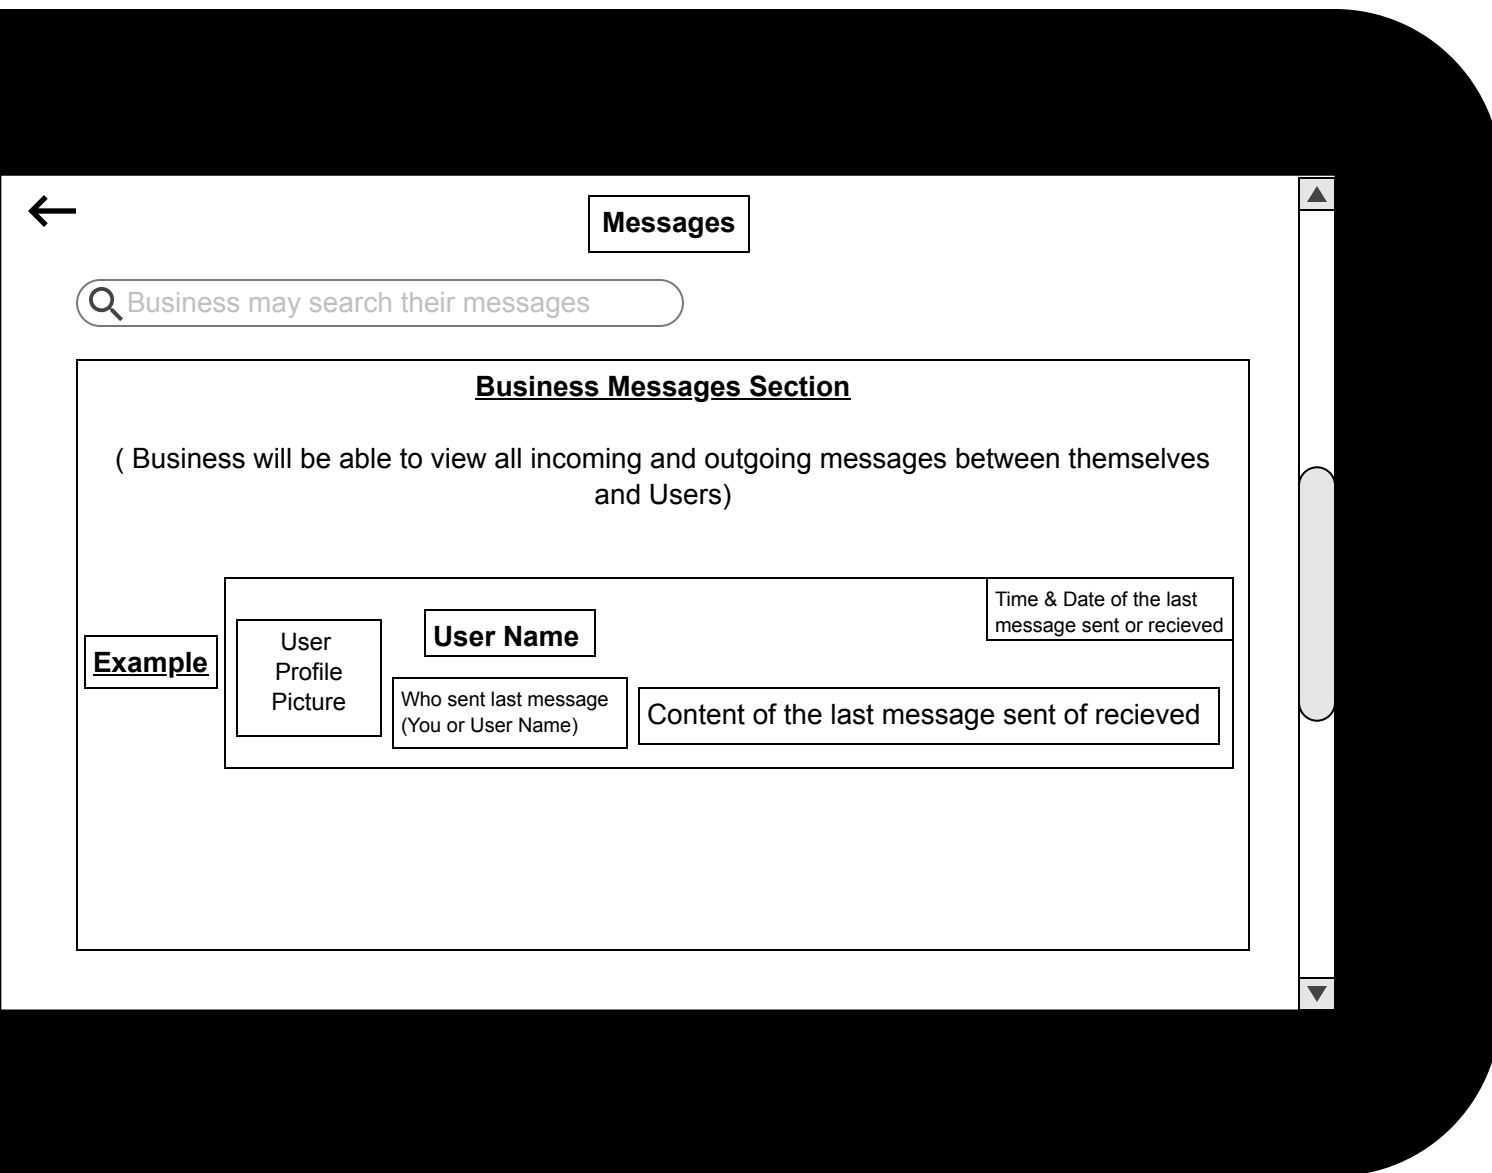 Messages
Business may search their messages
Business Messages Section
( Business will be able to view all incoming and outgoing messages between themselves
and Users)
Example
User
Profile
Picture
User Name
Time & Date of the last
message sent or recieved
Who sent last message
(You or User Name)
Content of the last message sent of recieved